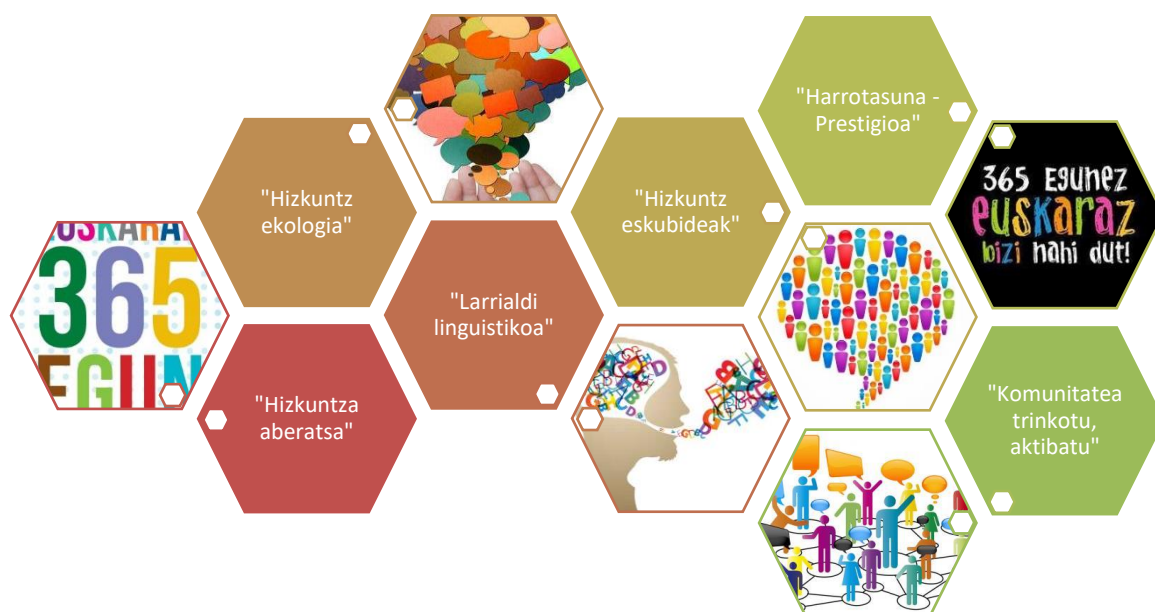 EUSKARAZ
365
EGUN
"Hizkuntza
aberatsa"
"Hizkuntz
ekologia"
"Larrialdi
linguistikoa"
"Hizkuntz
eskubideak"
"Harrotasuna -
Prestigioa"
365 EgunEz
euskaraz
bizi nahi dut!
"Komunitatea
trinkotu,
aktibatu"